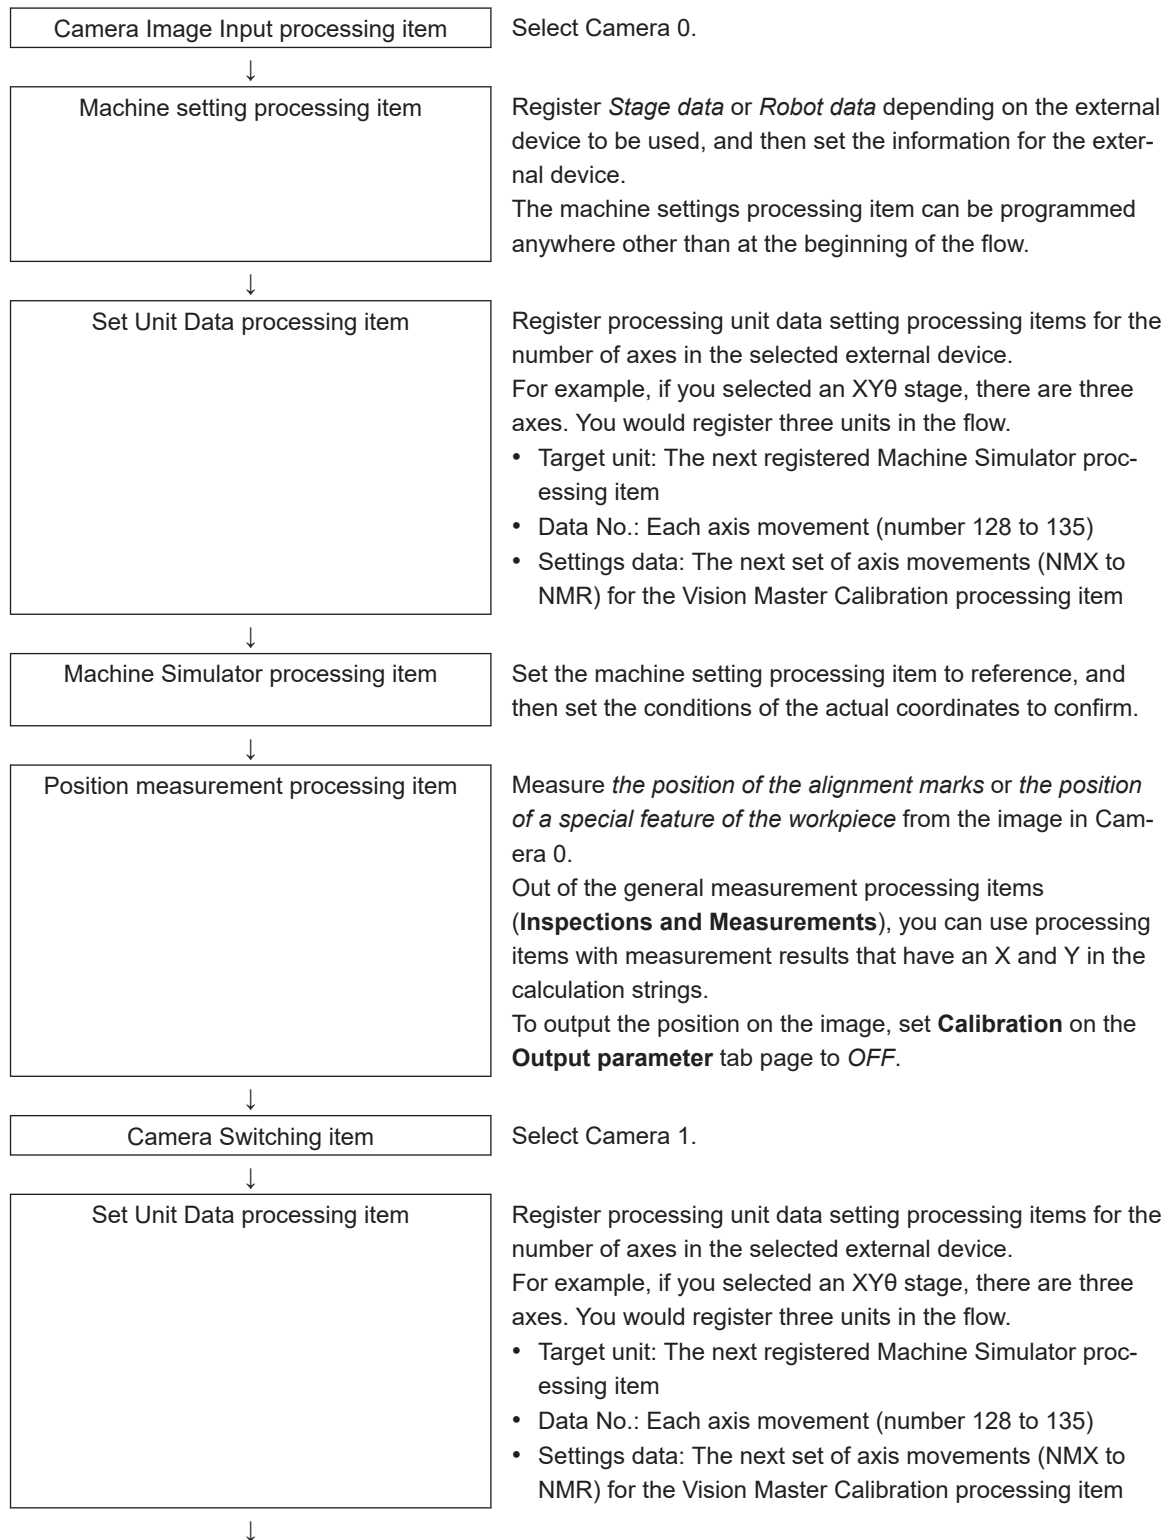 Camera Image Input processing item
Select Camera 0.
↓
Machine setting processing item
Register Stage data or Robot data depending on the external
device to be used, and then set the information for the exter-
nal device.
The machine settings processing item can be programmed
anywhere other than at the beginning of the flow.
↓
Set Unit Data processing item
Register processing unit data setting processing items for the
number of axes in the selected external device.
For example, if you selected an XYθ stage, there are three
axes. You would register three units in the flow.
• Target unit: The next registered Machine Simulator proc-
essing item
• Data No.: Each axis movement (number 128 to 135)
• Settings data: The next set of axis movements (NMX to
NMR) for the Vision Master Calibration processing item
↓
Machine Simulator processing item
Set the machine setting processing item to reference, and
then set the conditions of the actual coordinates to confirm.
↓
Position measurement processing item
Measure the position of the alignment marks or the position
of a special feature of the workpiece from the image in Cam-
era 0.
Out of the general measurement processing items
(Inspections and Measurements), you can use processing
items with measurement results that have an X and Y in the
calculation strings.
To output the position on the image, set Calibration on the
Output parameter tab page to OFF.
↓
Camera Switching item
Select Camera 1.
↓
Set Unit Data processing item
Register processing unit data setting processing items for the
number of axes in the selected external device.
For example, if you selected an XYθ stage, there are three
axes. You would register three units in the flow.
• Target unit: The next registered Machine Simulator proc-
essing item
• Data No.: Each axis movement (number 128 to 135)
• Settings data: The next set of axis movements (NMX to
NMR) for the Vision Master Calibration processing item
↓